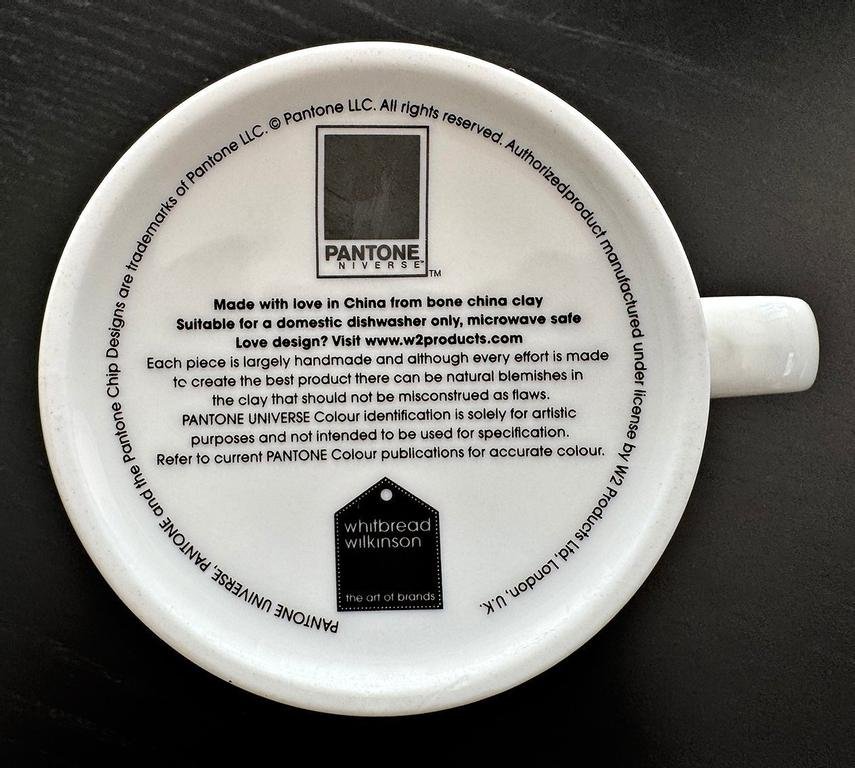 PANTONE UNIVERSE, PANTONE and the Pantone Chip Designs are trademarks of Pantone LLC. © Pantone LLC. All rights reserved. Authorizedproduct manufactured under license by W2 Products Ltd, London, U.K.
PANTONE™
NIVERSE
TM
Made with love in China from bone china clay
Suitable for a domestic dishwasher only, microwave safe
Love design? Visit www.w2products.com
Each piece is largely handmade and although every effort is made
to create the best product there can be natural blemishes in
the clay that should not be misconstrued as flaws.
PANTONE UNIVERSE Colour identification is solely for artistic
purposes and not intended to be used for specification.
Refer to current PANTONE Colour publications for accurate colour.
whitbread
wilkinson
the art of brands